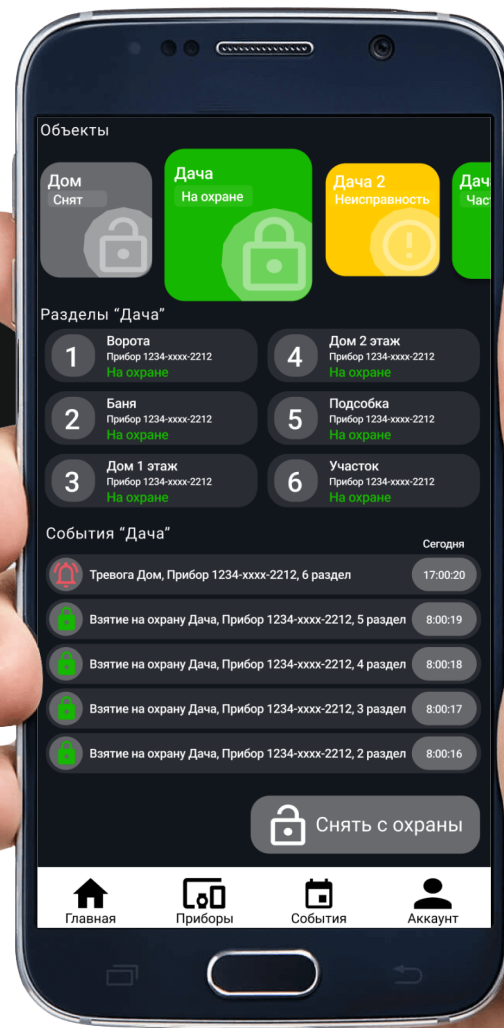 Объекты
Дом
Снят
Дача
На охране
Дача 2
Неисправность
Разделы “Дача”
1
Ворота
Прибор 1234-xxxx-2212
На охране
4
Дом 2 этаж
Прибор 1234-xxxx-2212
На охране
2
Баня
Прибор 1234-xxxx-2212
На охране
5
Подсобка
Прибор 1234-xxxx-2212
На охране
3
Дом 1 этаж
Прибор 1234-xxxx-2212
На охране
6
Участок
Прибор 1234-xxxx-2212
На охране
События “Дача”
Сегодня
Тревога Дом, Прибор 1234-xxxx-2212, 6 раздел 17:00:20
Взятие на охрану Дача, Прибор 1234-xxxx-2212, 5 раздел 8:00:19
Взятие на охрану Дача, Прибор 1234-xxxx-2212, 4 раздел 8:00:18
Взятие на охрану Дача, Прибор 1234-xxxx-2212, 3 раздел 8:00:17
Взятие на охрану Дача, Прибор 1234-xxxx-2212, 2 раздел 8:00:16
Снять с охраны
Главная Приборы События Аккаунт